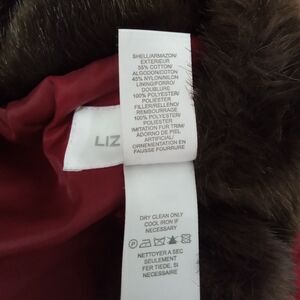 SHELL/ARMAZON/
EXTERIEUR
55% COTTON/
ALGODON/COTON
45% NYLON/NILON
LINING/FORRO/
DOUBLURE
100% POLYESTER/
POLIESTER
FILLER/RELLENO/
REMBOURRAGE
100% POLYESTER/
POLIESTER
IMITATION FUR TRIM/
ADORNO DE PIEL
ARTIFICIAL/
ORNEMENTATION EN
FAUSSE FOURRURE
LIZ
DRY CLEAN ONLY
COOL IRON IF
NECESSARY
NETTOYER A SEC
SEULEMENT
FER TIEDE, SI
NECESSAIRE